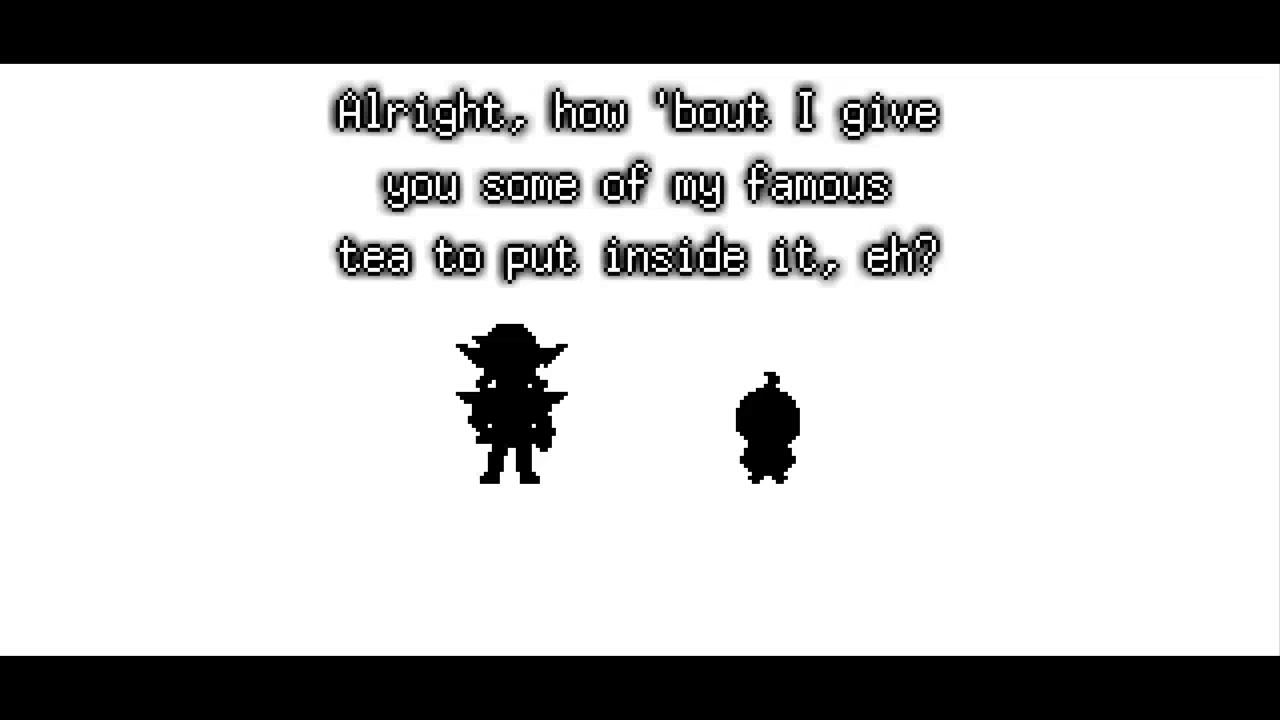 Alright, how 'bout I give
you some of my famous
tea to put inside it, eh?